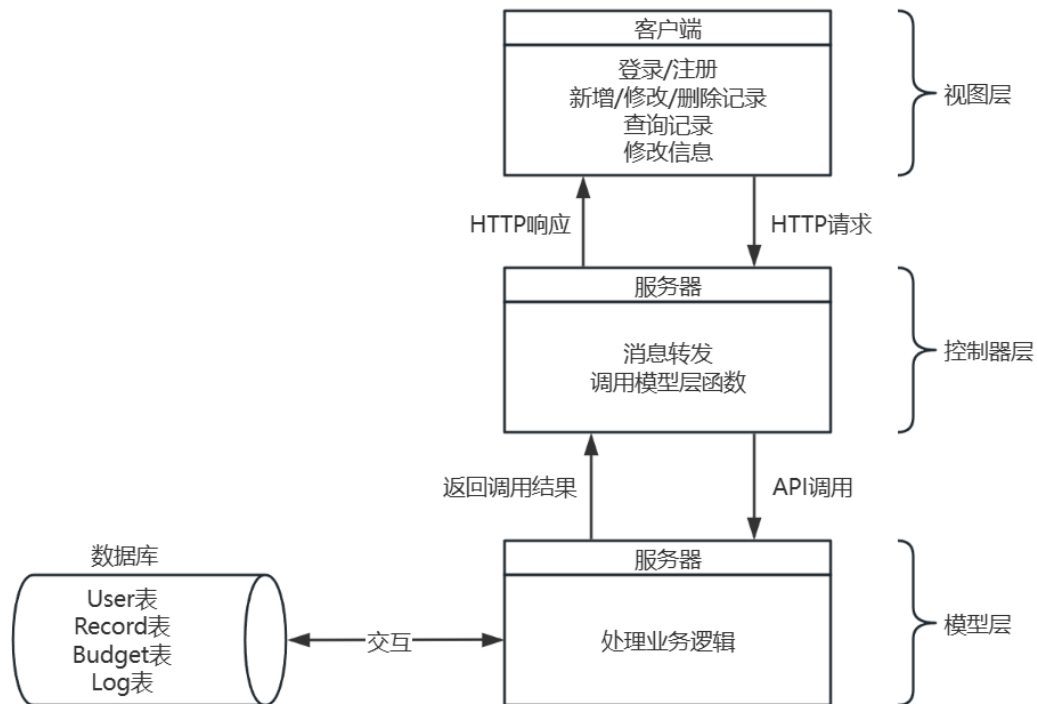 客户端
登录/注册
新增/修改/删除记录
查询记录
修改信息
视图层
HTTP响应
HTTP请求
服务器
消息转发
调用模型层函数
控制器层
返回调用结果
API调用
数据库
User表
Record表
Budget表
Log表
交互
服务器
处理业务逻辑
模型层